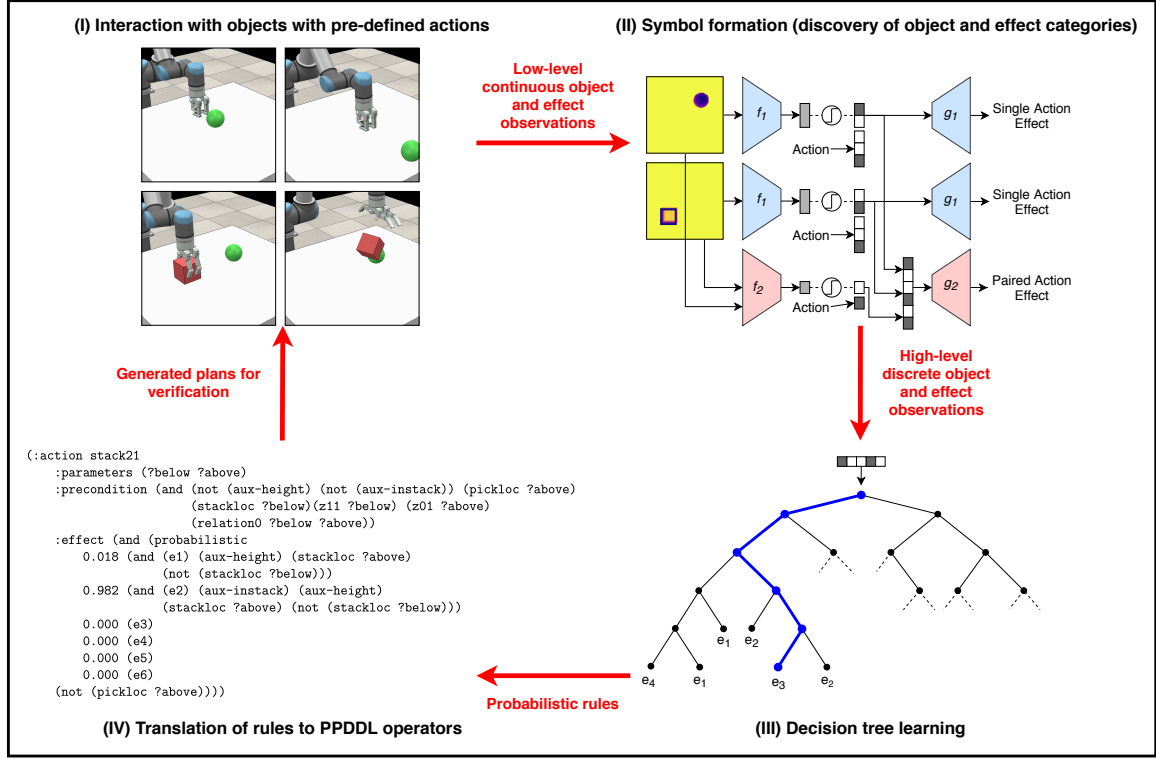 (I) Interaction with objects with pre-defined actions
(II) Symbol formation (discovery of object and effect categories)
Low-level
continuous object
and effect
observations
f1
Action
g1
Single Action
Effect
f1
Action
g1
Single Action
Effect
f2
Action
g2
Paired Action
Effect
Generated plans for
verification
High-level
discrete object
and effect
observations
(:action stack21
:parameters (?below ?above)
:precondition (and (not (aux-height) (not (aux-instack)) (pickloc ?above)
(stackloc ?below)(z11 ?below) (z01 ?above)
(relation0 ?below ?above))
:effect (and (probabilistic
0.018 (and (e1) (aux-height) (stackloc ?above)
(not (stackloc ?below)))
0.982 (and (e2) (aux-instack) (aux-height)
(stackloc ?above) (not (stackloc ?below)))
0.000 (e3)
0.000 (e4)
0.000 (e5)
0.000 (e6)
(not (pickloc ?above))))
e1 e2
e4 e1 e3 e2
Probabilistic rules
(IV) Translation of rules to PPDDL operators
(III) Decision tree learning